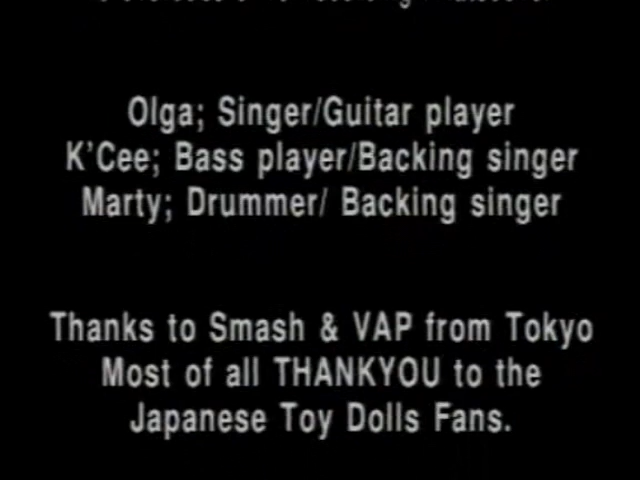 Olga; Singer/Guitar player
K'Cee; Bass player/Backing singer
Marty; Drummer/ Backing singer
Thanks to Smash & VAP from Tokyo
Most of all THANKYOU to the
Japanese Toy Dolls Fans.